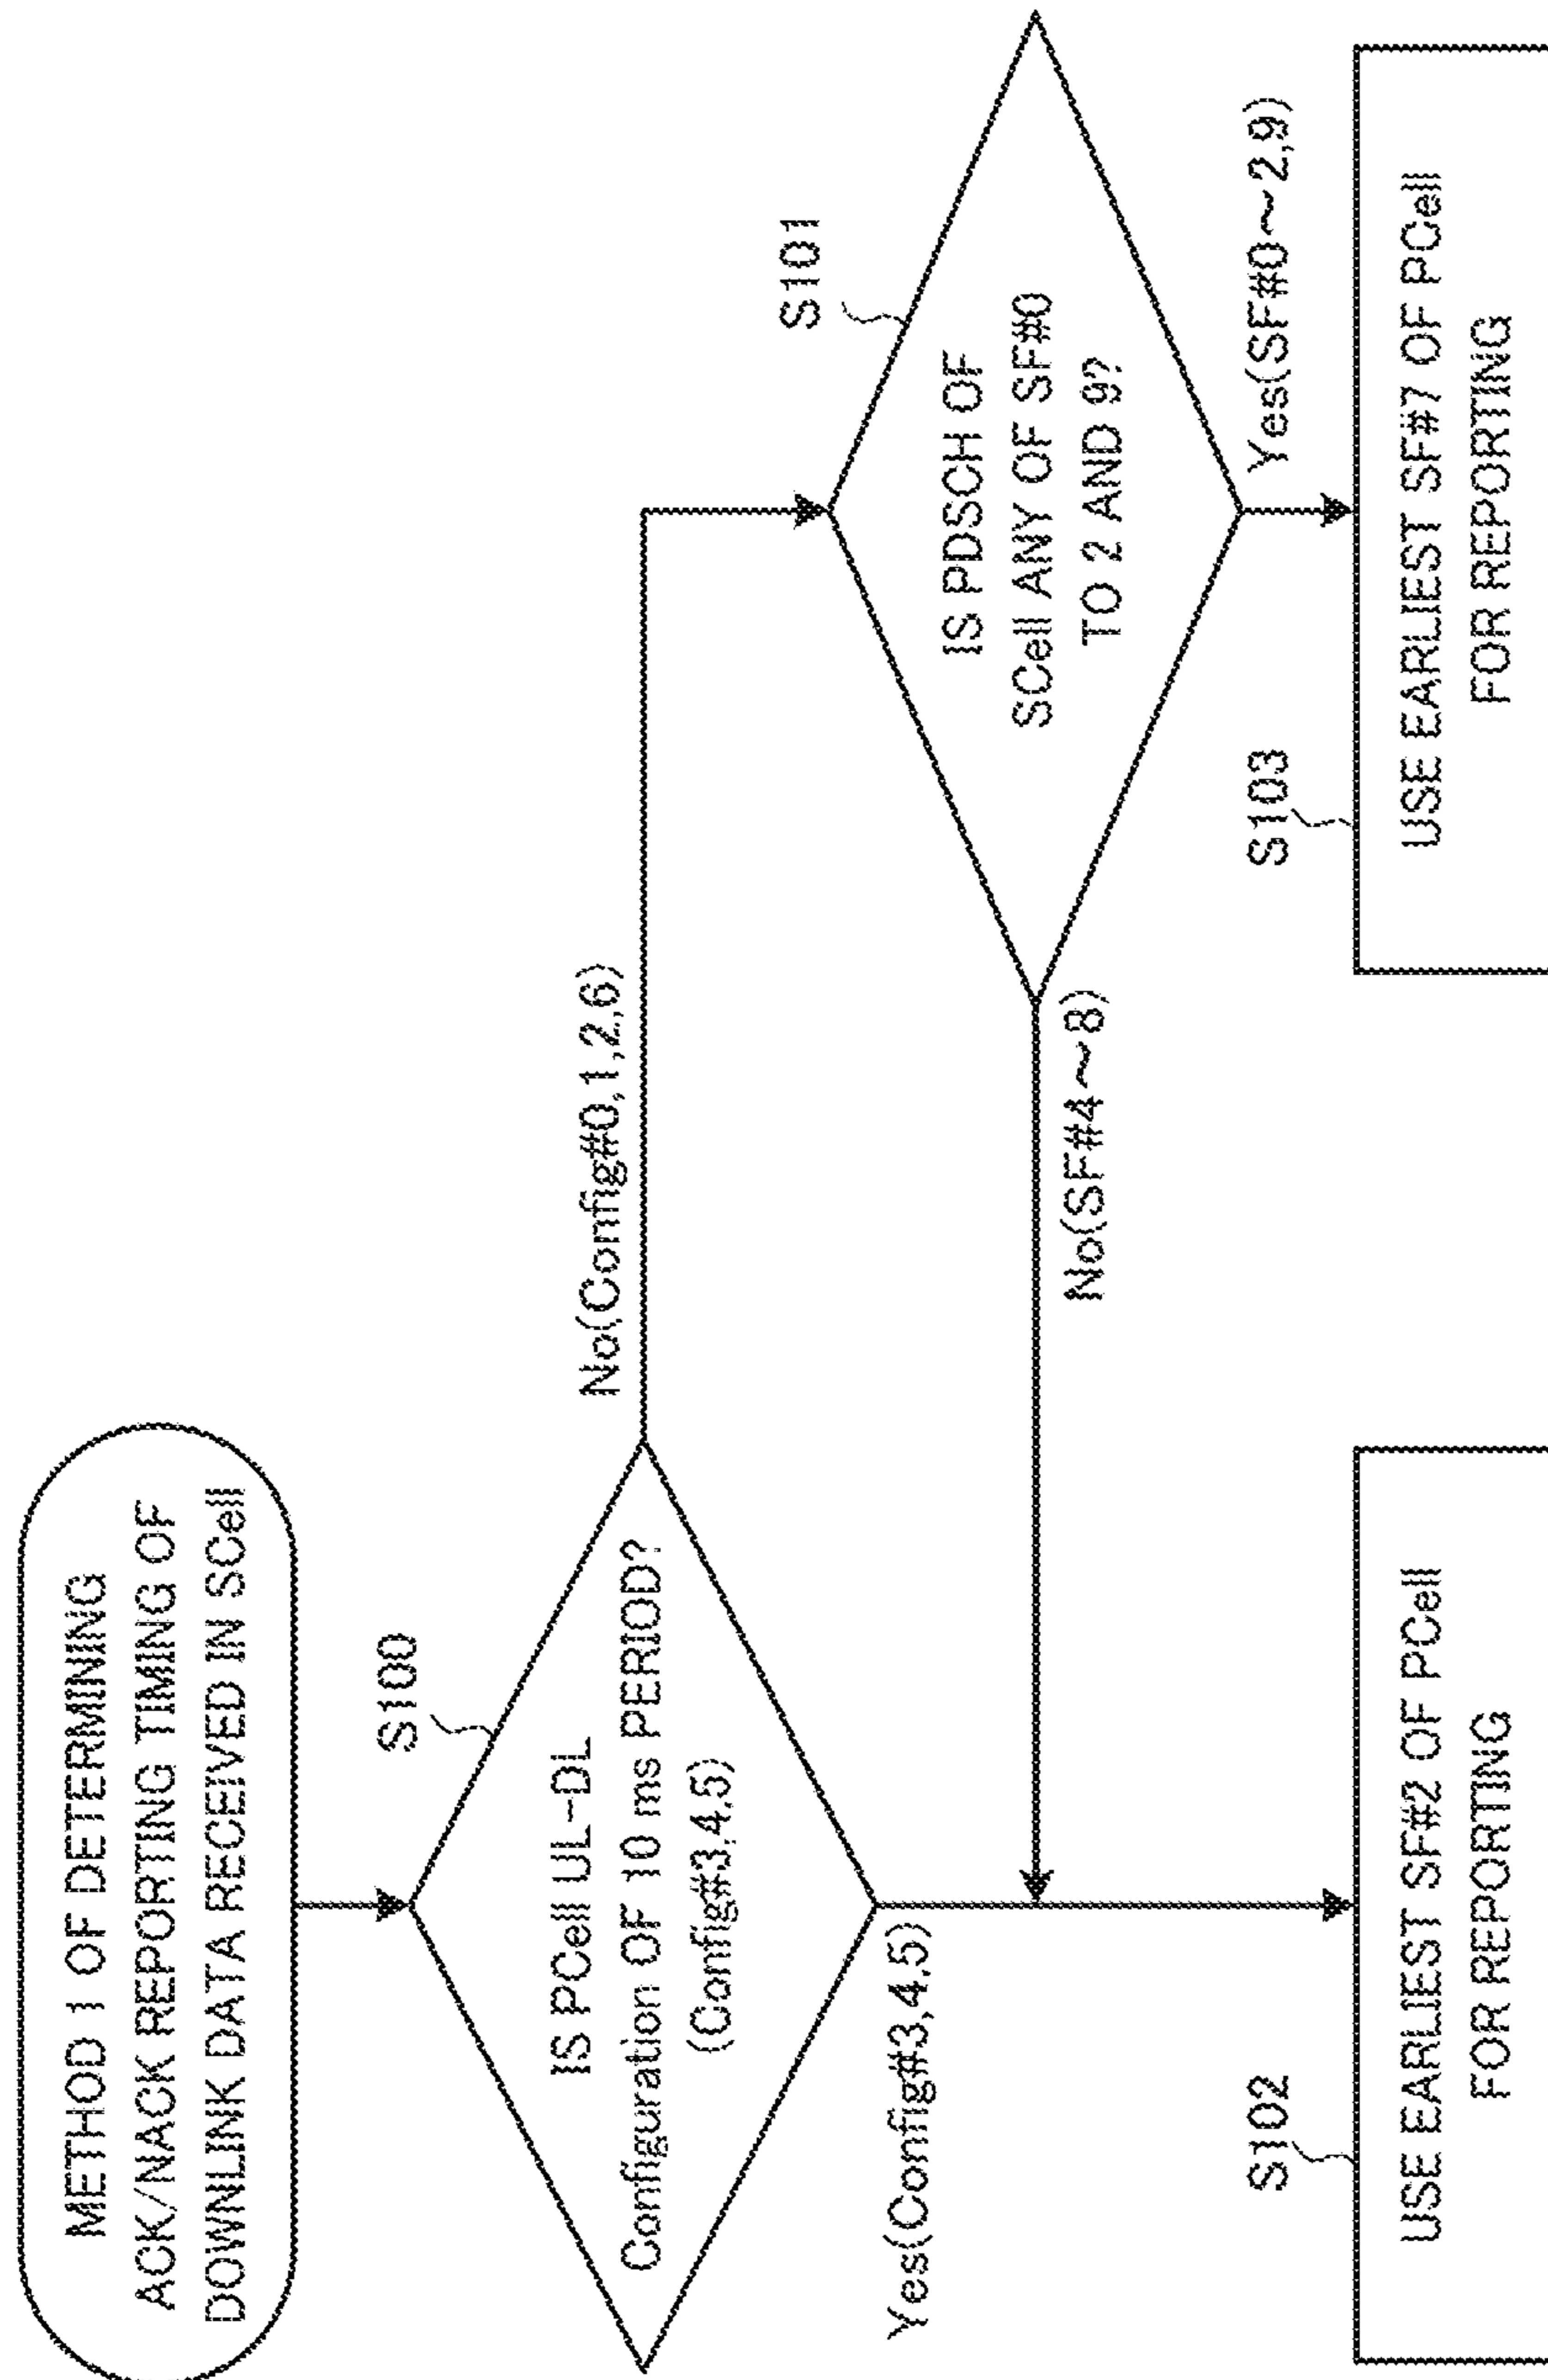 METHOD 1 OF DETERMINING
ACK/NACK REPORTING TIMING OF
DOWNLINK DATA RECEIVED IN SCell
S100
IS PCell UL-DL
Configuration OF 10 ms PERIOD?
(Config#3,4,5)
No(Config#0,1,2,6)
Yes(Config#3,4,5)
S101
IS PDSCH OF
SCell ANY OF SF#0
TO 2 AND 9?
No(SF#4~8)
Yes(SF#0~2,9)
S102
USE EARLIEST SF#2 OF PCell
FOR REPORTING
S103
USE EARLIEST SF#7 OF PCell
FOR REPORTING